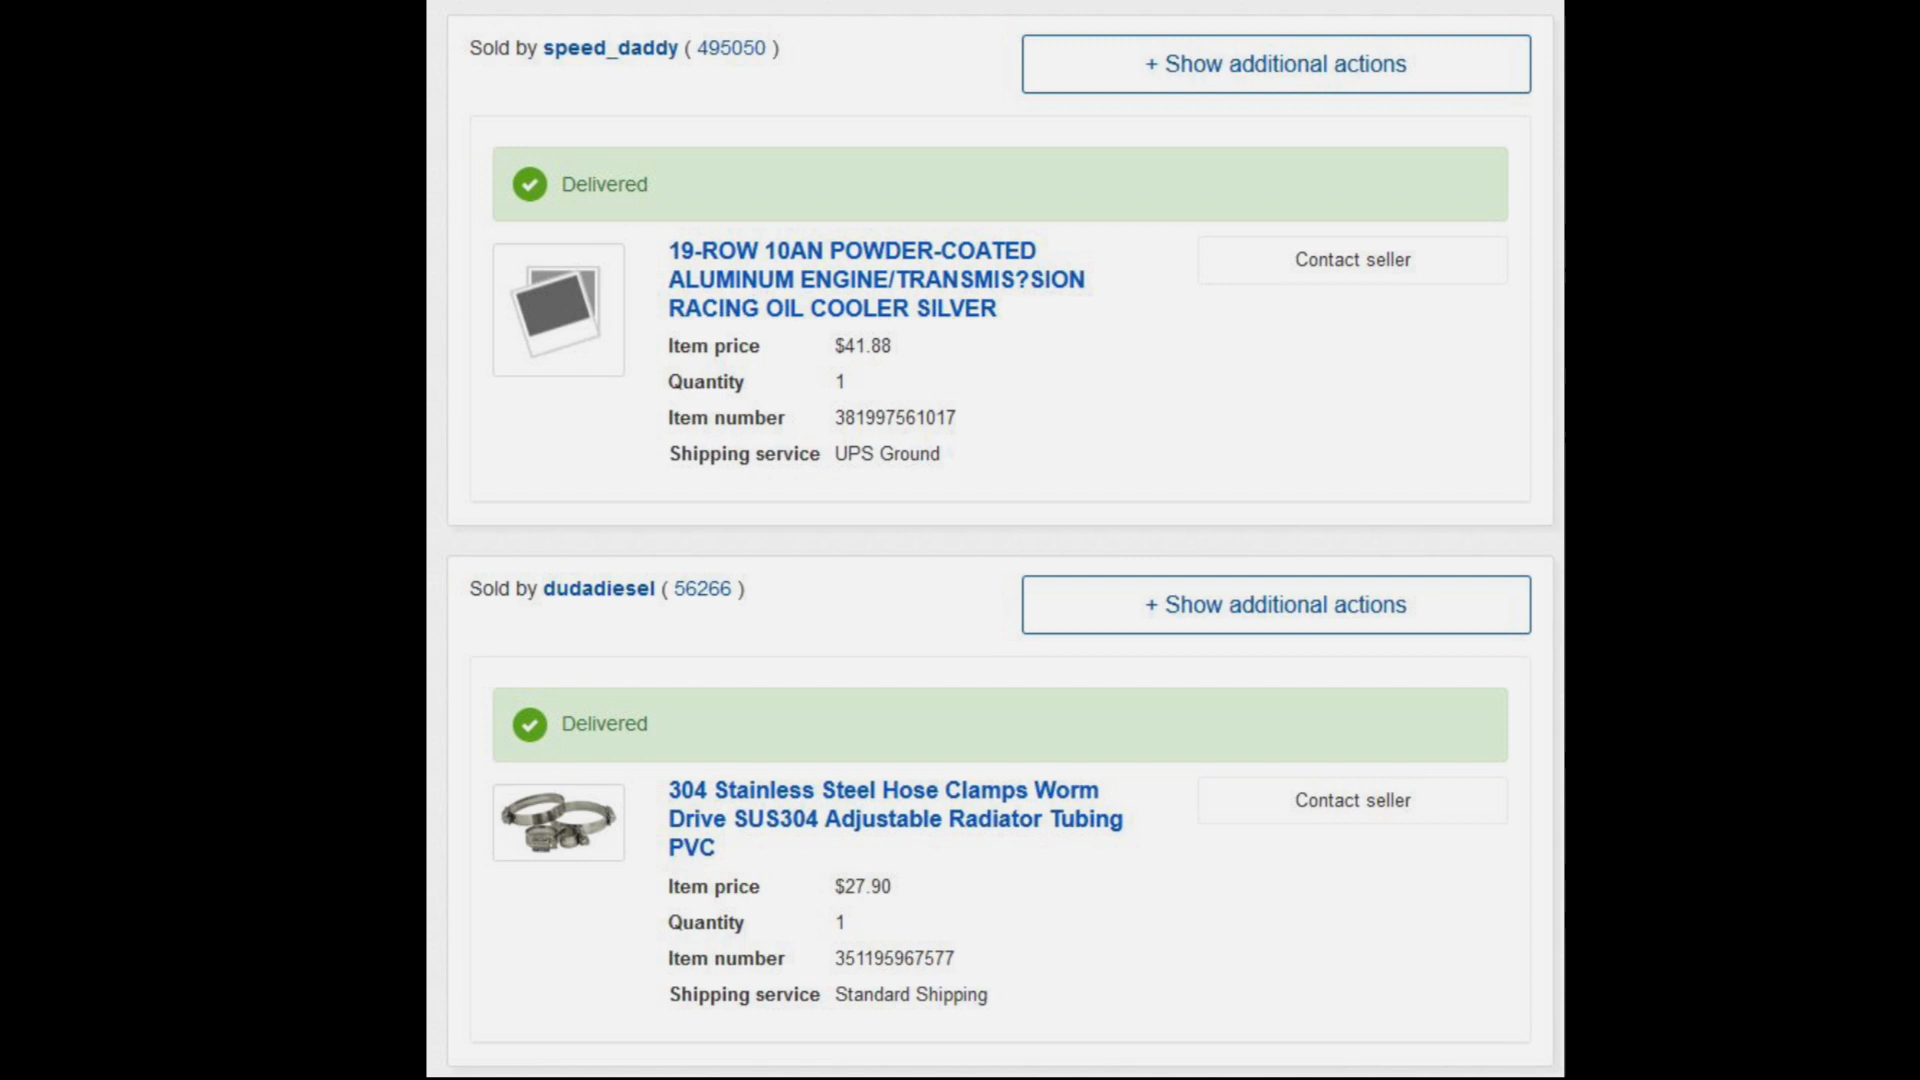 Sold by speed_daddy ( 495050 )
+ Show additional actions
Delivered
19-ROW 10AN POWDER-COATED
ALUMINUM ENGINE/TRANSMIS?SION
RACING OIL COOLER SILVER
Contact seller
Item price $41.88
Quantity 1
Item number 381997561017
Shipping service UPS Ground
Sold by dudadiesel ( 56266 )
+ Show additional actions
Delivered
304 Stainless Steel Hose Clamps Worm
Drive SUS304 Adjustable Radiator Tubing
PVC
Contact seller
Item price $27.90
Quantity 1
Item number 351195967577
Shipping service Standard Shipping